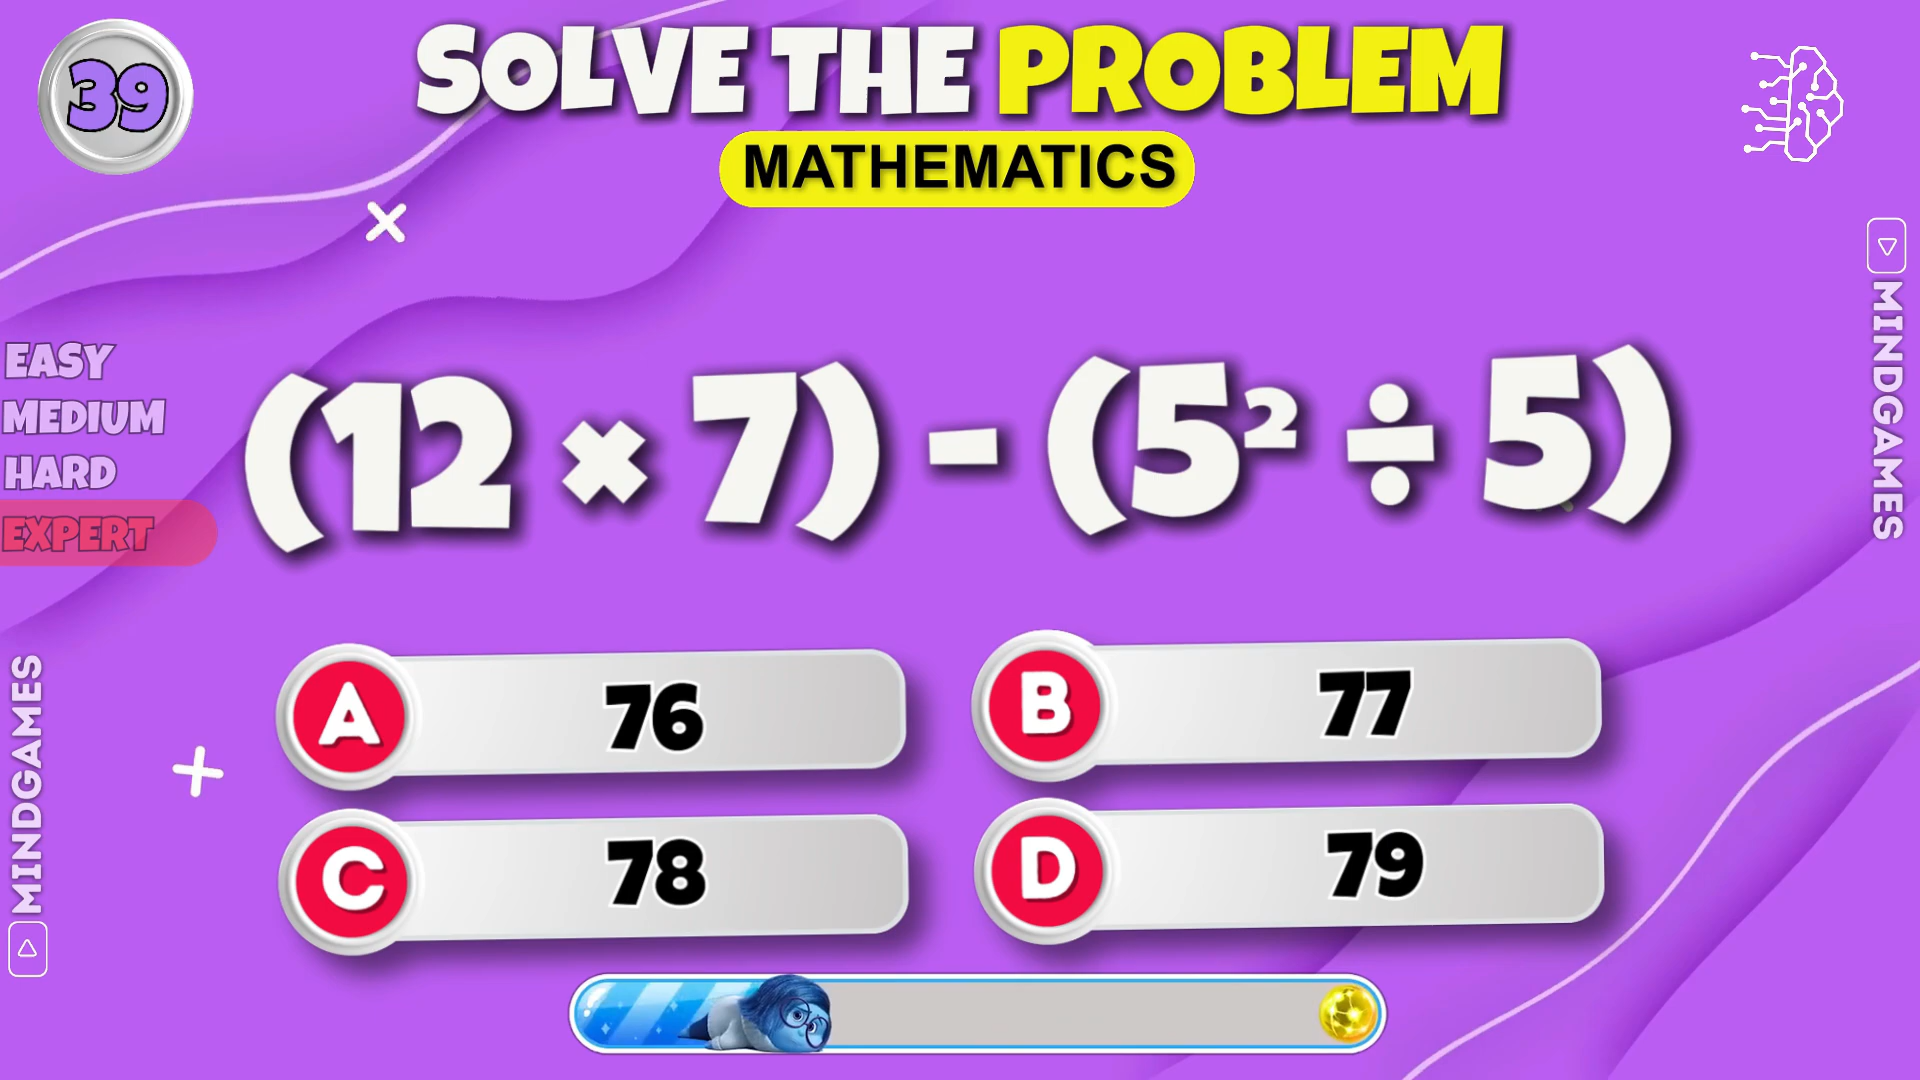 39
SOLVE THE PROBLEM
MATHEMATICS
EASY
MEDIUM
HARD
EXPERT
(12 × 7) - (5² ÷ 5)
A 76
B 77
C 78
D 79
MINDGAMES
MINDGAMES